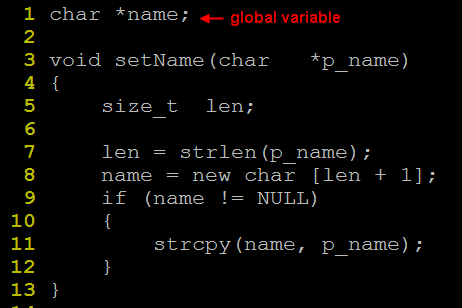 1 char *name; global variable
2
3 void setName(char   *p_name)
4 {
5     size_t  len;
6
7     len = strlen(p_name);
8     name = new char [len + 1];
9     if (name != NULL)
10     {
11         strcpy(name, p_name);
12     }
13 }